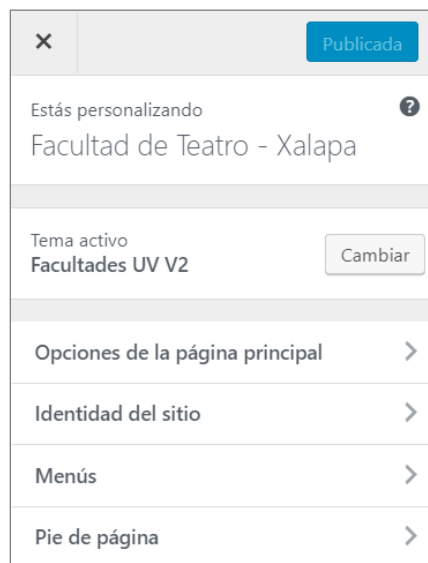 Publicada
Estás personalizando
Facultad de Teatro - Xalapa
Tema activo
Facultades UV V2
Cambiar
Opciones de la página principal
Identidad del sitio
Menús
Pie de página